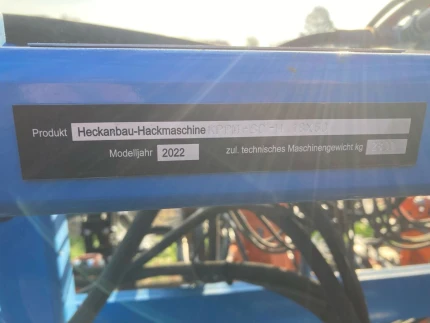 Produkt Heckanbau-Hackmaschine
Modelljahr 2022 zul. technisches Maschinengewicht kg